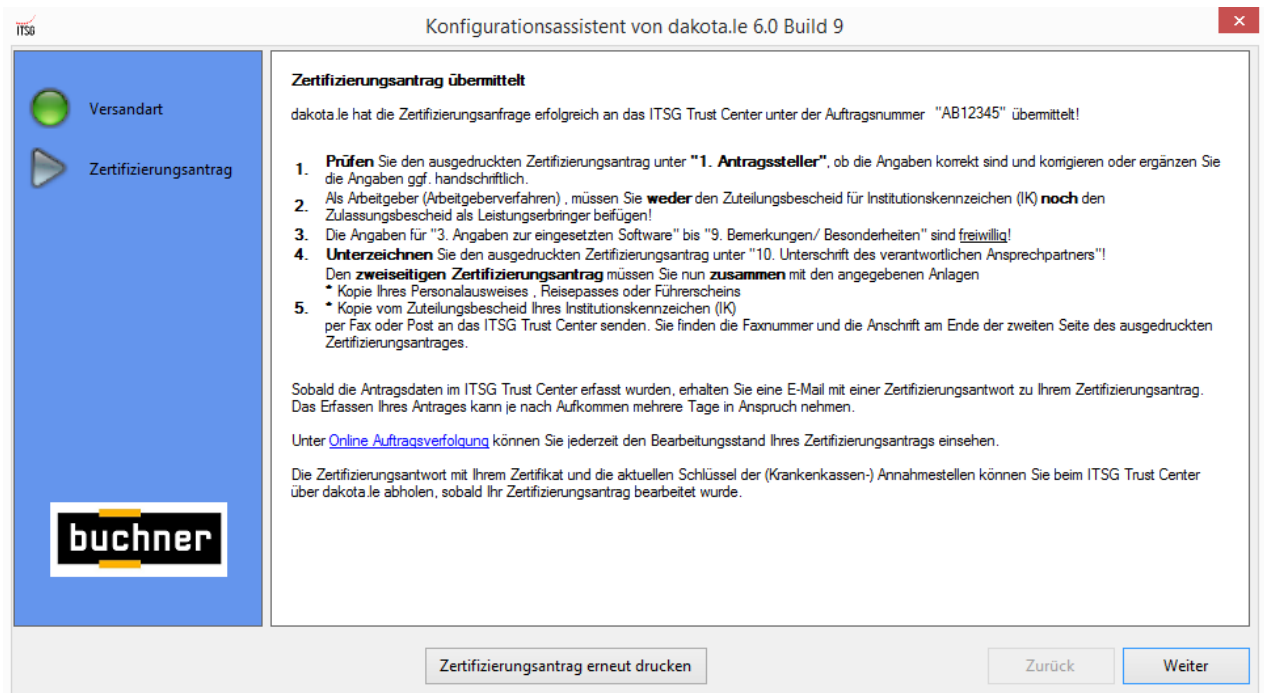 ITSG
Konfigurationsassistent von dakota.le 6.0 Build 9
×
Versandart
Zertifizierungsantrag
buchner
Zertifizierungsantrag übermittelt
dakota.le hat die Zertifizierungsanfrage erfolgreich an das ITSG Trust Center unter der Auftragsnummer "AB12345" übermittelt!
1. Prüfen Sie den ausgedruckten Zertifizierungsantrag unter "1. Antragssteller", ob die Angaben korrekt sind und korrigieren oder ergänzen Sie
die Angaben ggf. handschriftlich.
2. Als Arbeitgeber (Arbeitgeberverfahren) , müssen Sie weder den Zuteilungsbescheid für Institutionskennzeichen (IK) noch den
Zulassungsbescheid als Leistungserbringer beifügen!
3. Die Angaben für "3. Angaben zur eingesetzten Software" bis "9. Bemerkungen/ Besonderheiten" sind freiwillig!
4. Unterzeichnen Sie den ausgedruckten Zertifizierungsantrag unter "10. Unterschrift des verantwortlichen Ansprechpartners"!
Den zweiseitigen Zertifizierungsantrag müssen Sie nun zusammen mit den angegebenen Anlagen
* Kopie Ihres Personalausweises , Reisepasses oder Führerscheins
5. * Kopie vom Zuteilungsbescheid Ihres Institutionskennzeichen (IK)
per Fax oder Post an das ITSG Trust Center senden. Sie finden die Faxnummer und die Anschrift am Ende der zweiten Seite des ausgedruckten
Zertifizierungsantrages.
Sobald die Antragsdaten im ITSG Trust Center erfasst wurden, erhalten Sie eine E-Mail mit einer Zertifizierungsantwort zu Ihrem Zertifizierungsantrag.
Das Erfassen Ihres Antrages kann je nach Aufkommen mehrere Tage in Anspruch nehmen.
Unter Online Auftragsverfolgung können Sie jederzeit den Bearbeitungsstand Ihres Zertifizierungsantrags einsehen.
Die Zertifizierungsantwort mit Ihrem Zertifikat und die aktuellen Schlüssel der (Krankenkassen-) Annahmestellen können Sie beim ITSG Trust Center
über dakota.le abholen, sobald Ihr Zertifizierungsantrag bearbeitet wurde.
Zertifizierungsantrag erneut drucken
Zurück
Weiter